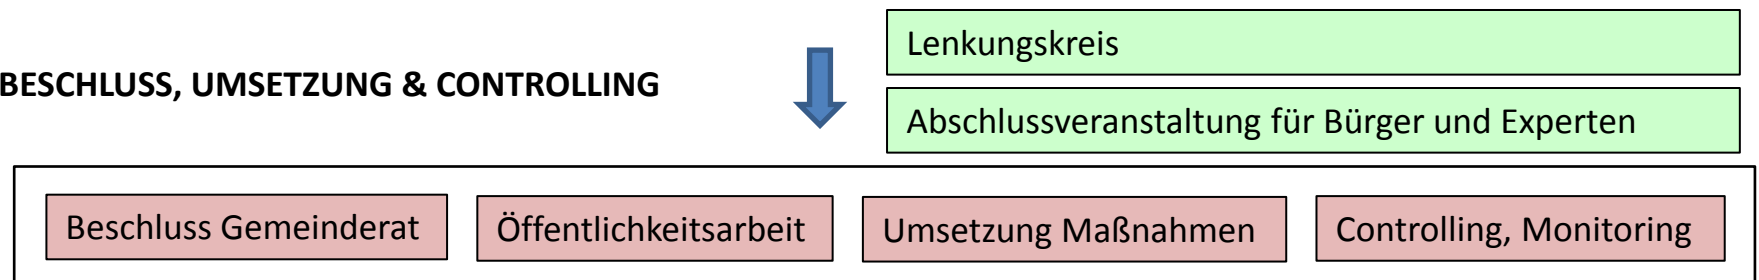 Lenkungskreis
BESCHLUSS, UMSETZUNG & CONTROLLING
Abschlussveranstaltung für Bürger und Experten
Beschluss Gemeinderat
Öffentlichkeitsarbeit
Umsetzung Maßnahmen
Controlling, Monitoring